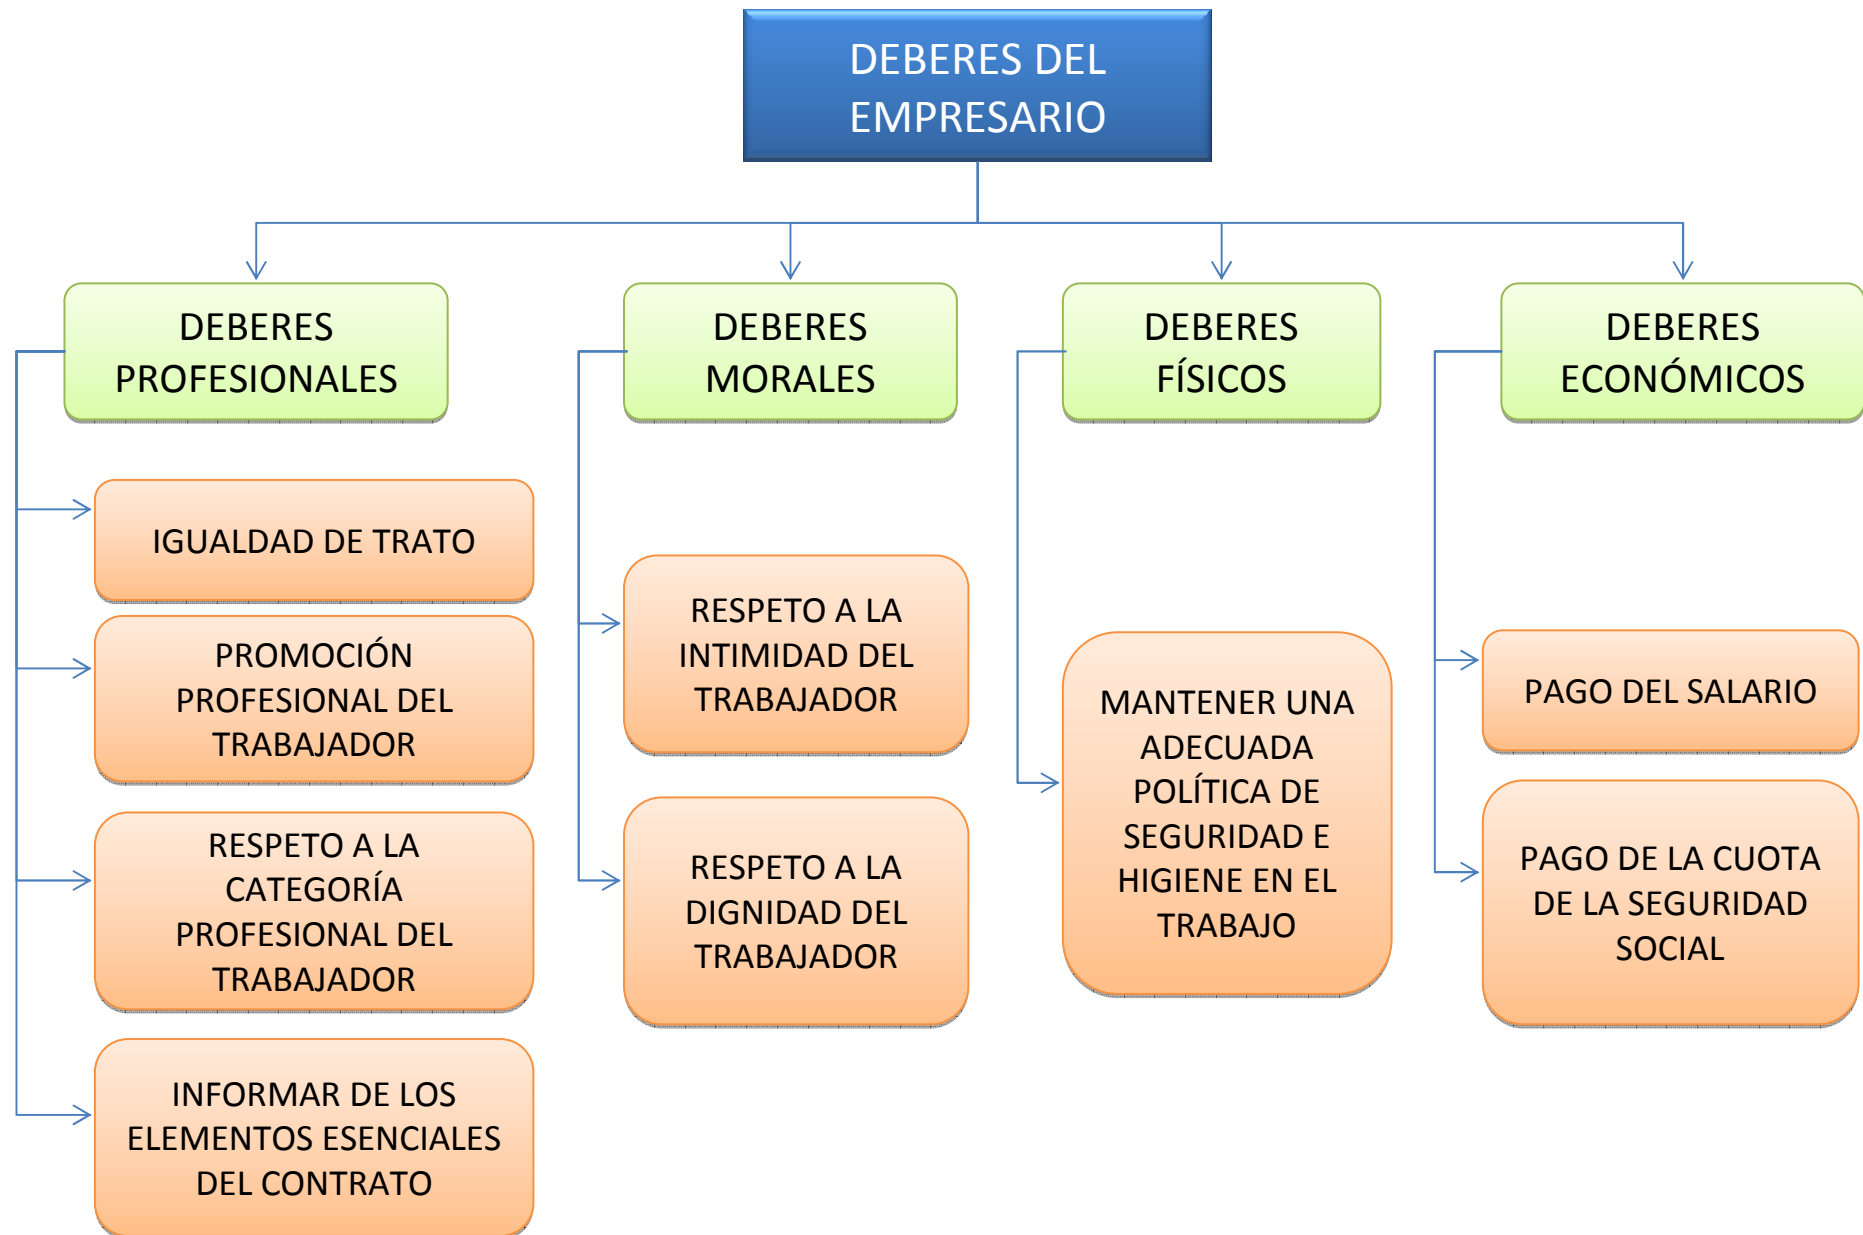 DEBERES DEL
EMPRESARIO
DEBERES
PROFESIONALES
DEBERES
MORALES
DEBERES
FÍSICOS
DEBERES
ECONÓMICOS
IGUALDAD DE TRATO
PROMOCIÓN
PROFESIONAL DEL
TRABAJADOR
RESPETO A LA
CATEGORÍA
PROFESIONAL DEL
TRABAJADOR
INFORMAR DE LOS
ELEMENTOS ESENCIALES
DEL CONTRATO
RESPETO A LA
INTIMIDAD DEL
TRABAJADOR
RESPETO A LA
DIGNIDAD DEL
TRABAJADOR
MANTENER UNA
ADECUADA
POLÍTICA DE
SEGURIDAD E
HIGIENE EN EL
TRABAJO
PAGO DEL SALARIO
PAGO DE LA CUOTA
DE LA SEGURIDAD
SOCIAL